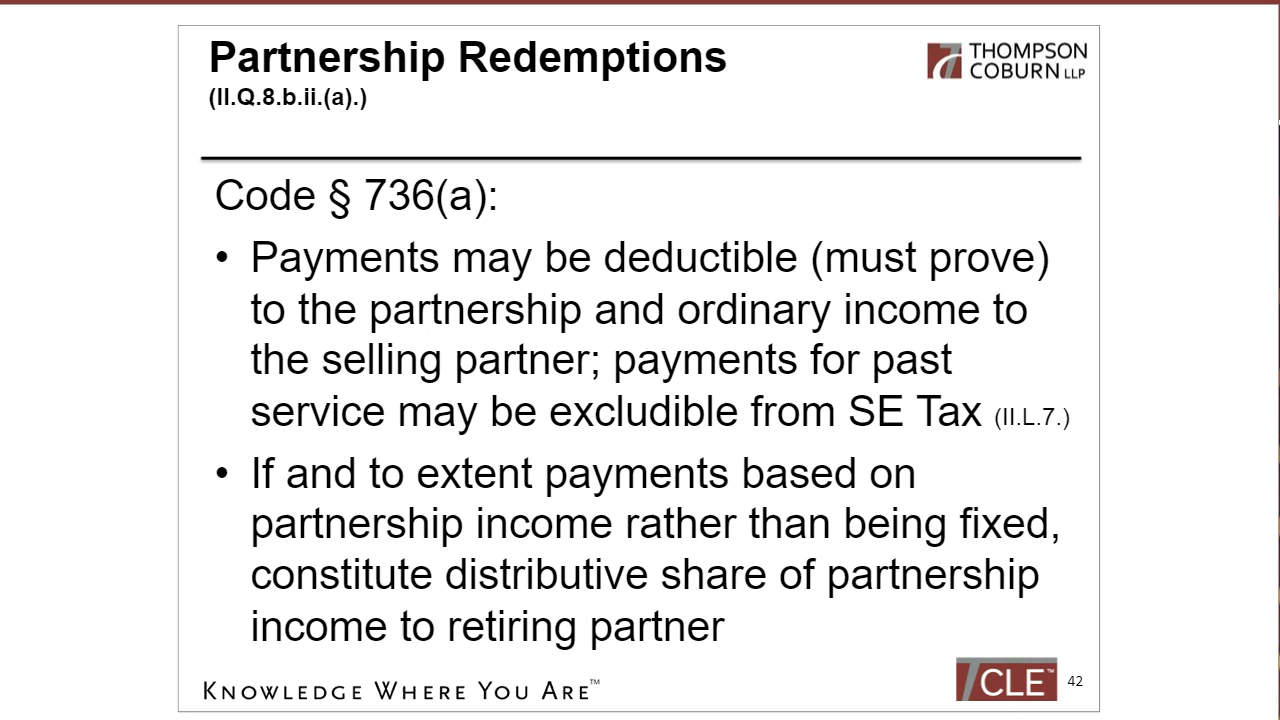 Partnership Redemptions
(II.Q.8.b.ii.(a).)
THOMPSON
COBURN LLP
Code § 736(a):
• Payments may be deductible (must prove)
to the partnership and ordinary income to
the selling partner; payments for past
service may be excludible from SE Tax (II.L.7.)
• If and to extent payments based on
partnership income rather than being fixed,
constitute distributive share of partnership
income to retiring partner
KNOWLEDGE WHERE YOU ARE™
CLE™
42